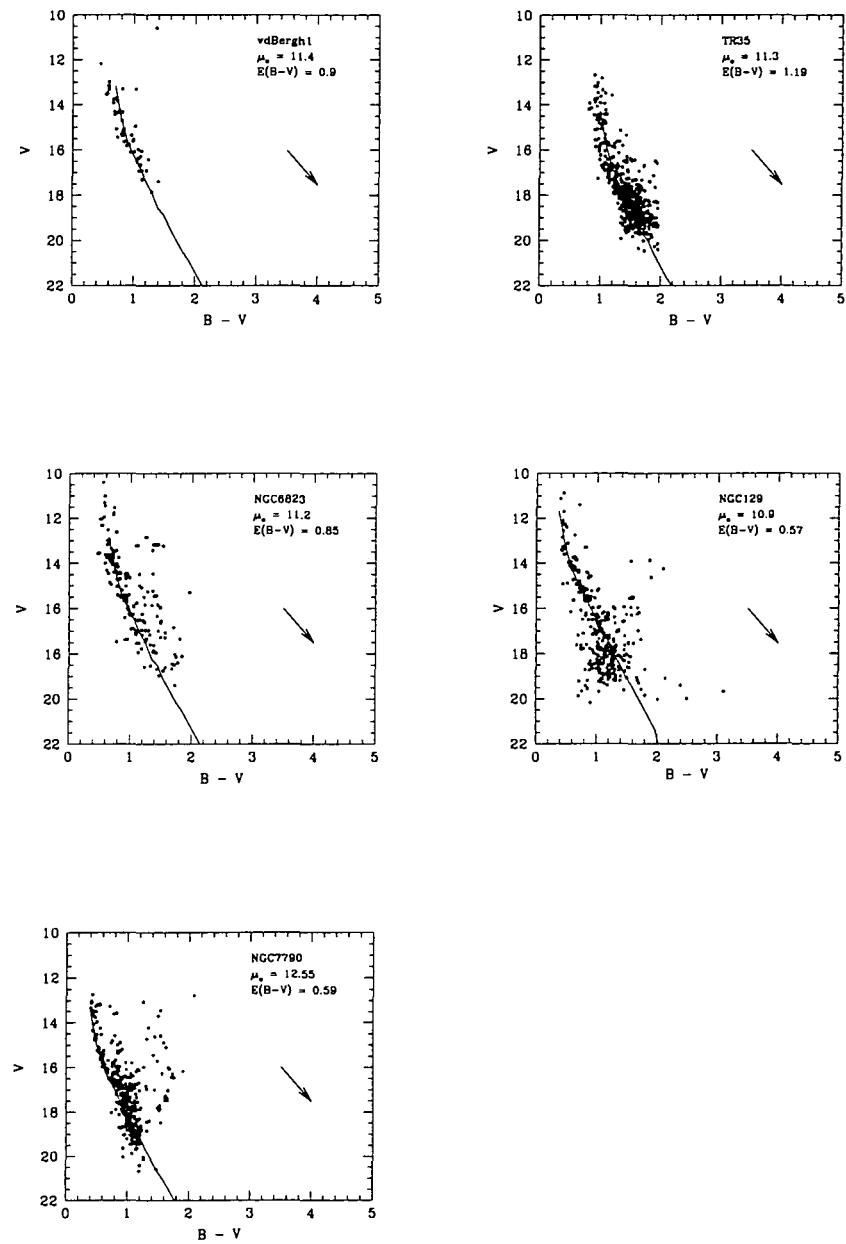 vdBergh1
μ₀ = 11.4
E(B-V) = 0.9
10
12
14
16
18
20
22
V
0 1 2 3 4 5
B - V
TR35
μ₀ = 11.3
E(B-V) = 1.19
10
12
14
16
18
20
22
V
0 1 2 3 4 5
B - V
NGC6823
μ₀ = 11.2
E(B-V) = 0.85
10
12
14
16
18
20
22
V
0 1 2 3 4 5
B - V
NGC129
μ₀ = 10.9
E(B-V) = 0.57
10
12
14
16
18
20
22
V
0 1 2 3 4 5
B - V
NGC7790
μ₀ = 12.55
E(B-V) = 0.59
10
12
14
16
18
20
22
V
0 1 2 3 4 5
B - V